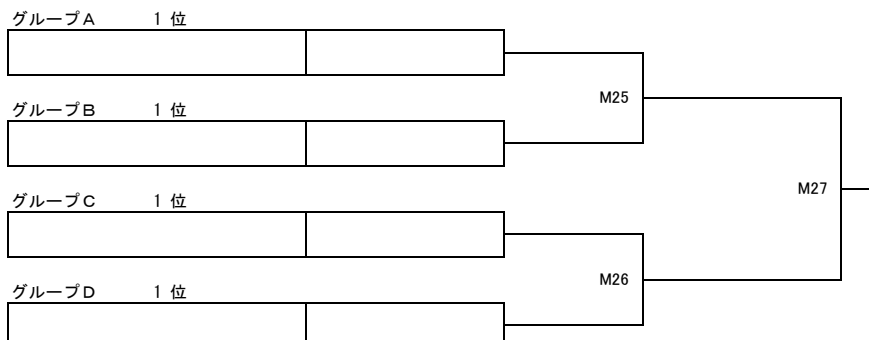 グループA 1 位
M25
グループB 1 位
M27
グループC 1 位
M26
グループD 1 位